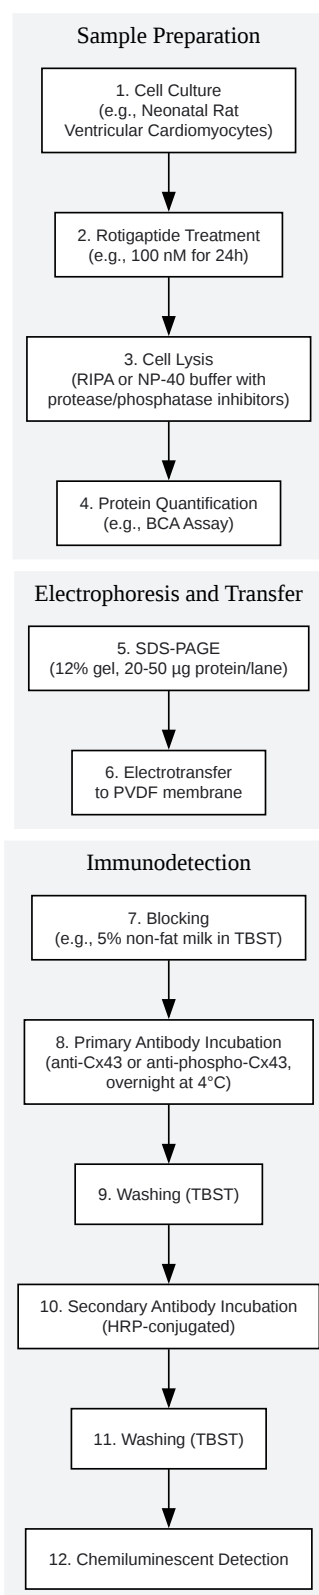 Sample Preparation
1. Cell Culture
(e.g., Neonatal Rat
Ventricular Cardiomyocytes)
2. Rotigaptide Treatment
(e.g., 100 nM for 24h)
3. Cell Lysis
(RIPA or NP-40 buffer with
protease/phosphatase inhibitors)
4. Protein Quantification
(e.g., BCA Assay)
Electrophoresis and Transfer
5. SDS-PAGE
(12% gel, 20-50 µg protein/lane)
6. Electrotransfer
to PVDF membrane
Immunodetection
7. Blocking
(e.g., 5% non-fat milk in TBST)
8. Primary Antibody Incubation
(anti-Cx43 or anti-phospho-Cx43,
overnight at 4°C)
9. Washing (TBST)
10. Secondary Antibody Incubation
(HRP-conjugated)
11. Washing (TBST)
12. Chemiluminescent Detection